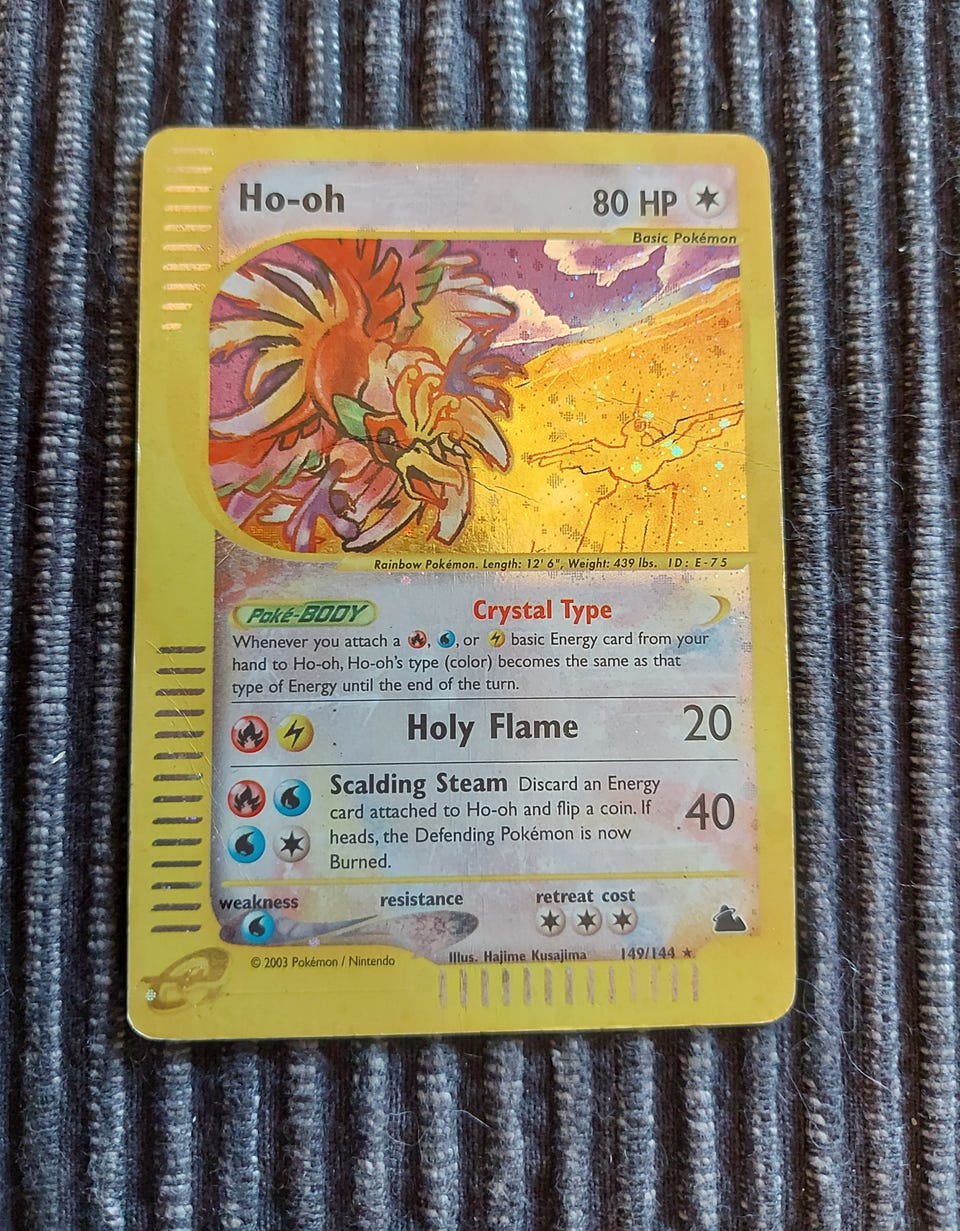 Ho-oh
80 HP
Basic Pokémon
Rainbow Pokémon. Length: 12' 6", Weight: 439 lbs. ID: E-75
Poké-BODY
Crystal Type
Whenever you attach a , , or basic Energy card from your
hand to Ho-oh, Ho-oh's type (color) becomes the same as that
type of Energy until the end of the turn.
Holy Flame 20
Scalding Steam Discard an Energy
card attached to Ho-oh and flip a coin. If
heads, the Defending Pokémon is now
Burned.
40
weakness resistance retreat cost
© 2003 Pokémon / Nintendo
Illus. Hajime Kusajima 149/144 ★